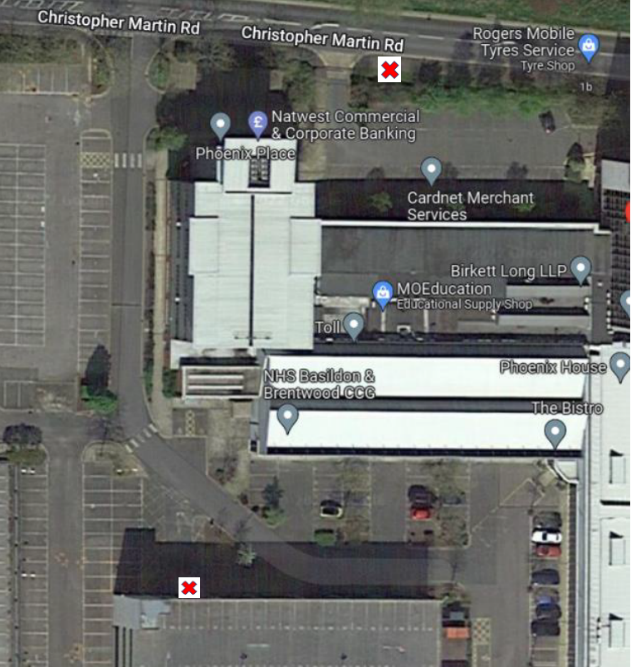 Christopher Martin Rd
Christopher Martin Rd
Rogers Mobile
Tyres Service
Tyre Shop
1b
£
Natwest Commercial
& Corporate Banking
Phoenix Place
Cardnet Merchant
Services
Birkett Long LLP
MOEducation
Educational Supply Shop
Toll
Phoenix House
NHS Basildon &
Brentwood CCG
The Bistro